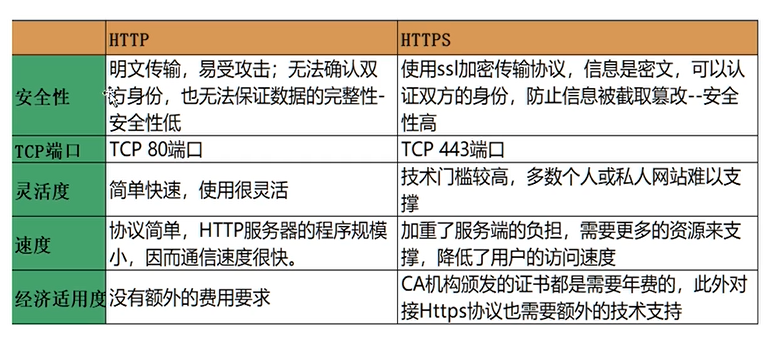 HTTP HTTPS
安全性
明文传输，易受攻击；无法确认双
方身份，也无法保证数据的完整性-
安全性低
使用ssl加密传输协议，信息是密文，可以认
证双方的身份，防止信息被截取篡改--安全
性高
TCP端口 TCP 80端口 TCP 443端口
灵活度
简单快速，使用很灵活
技术门槛较高，多数个人或私人网站难以支
撑
速度
协议简单，HTTP服务器的程序规模
小，因而通信速度很快。
加重了服务端的负担，需要更多的资源来支
撑，降低了用户的访问速度
经济适用度
没有额外的费用要求
CA机构颁发的证书都是需要年费的，此外对
接Https协议也需要额外的技术支持